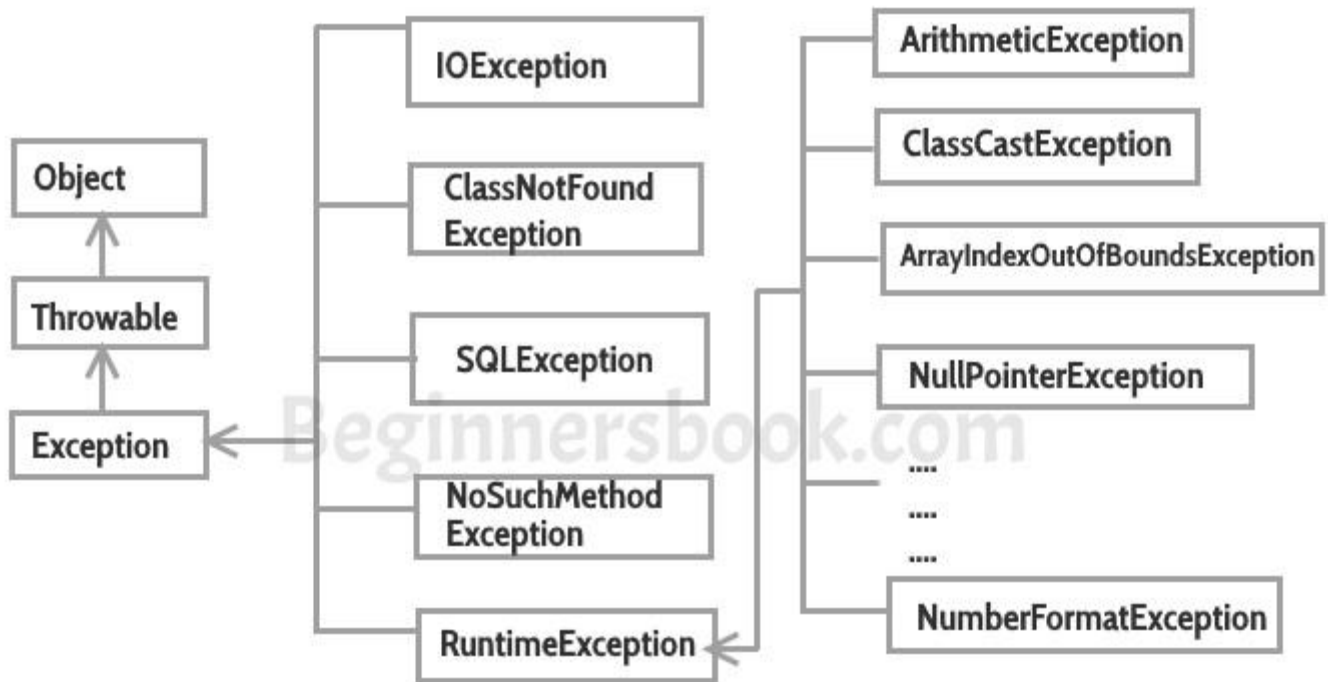 Object
Throwable
Exception
IOException
ClassNotFound
Exception
SQLException
NoSuchMethod
Exception
RuntimeException
ArithmeticException
ClassCastException
ArrayIndexOutOfBoundsException
NullPointerException
....
....
....
NumberFormatException
Beginnersbook.com